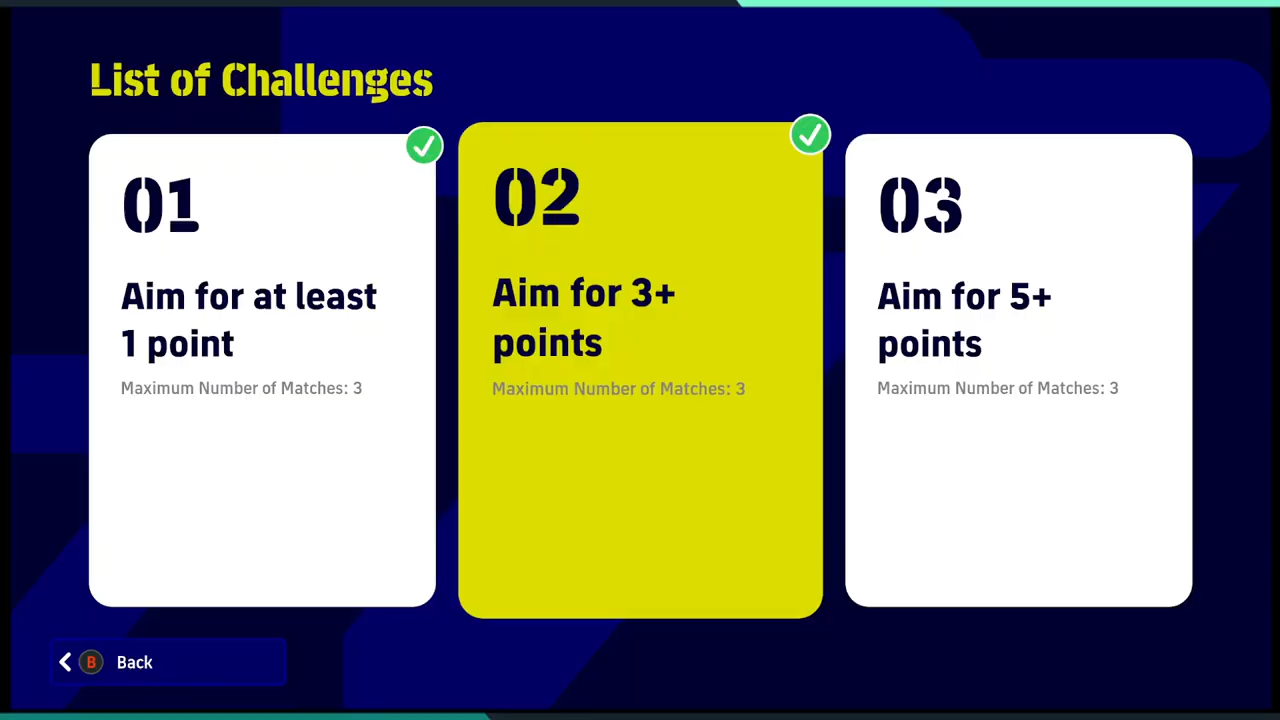 List of Challenges
01
Aim for at least
1 point
Maximum Number of Matches: 3
02
Aim for 3+
points
Maximum Number of Matches: 3
03
Aim for 5+
points
Maximum Number of Matches: 3
B Back